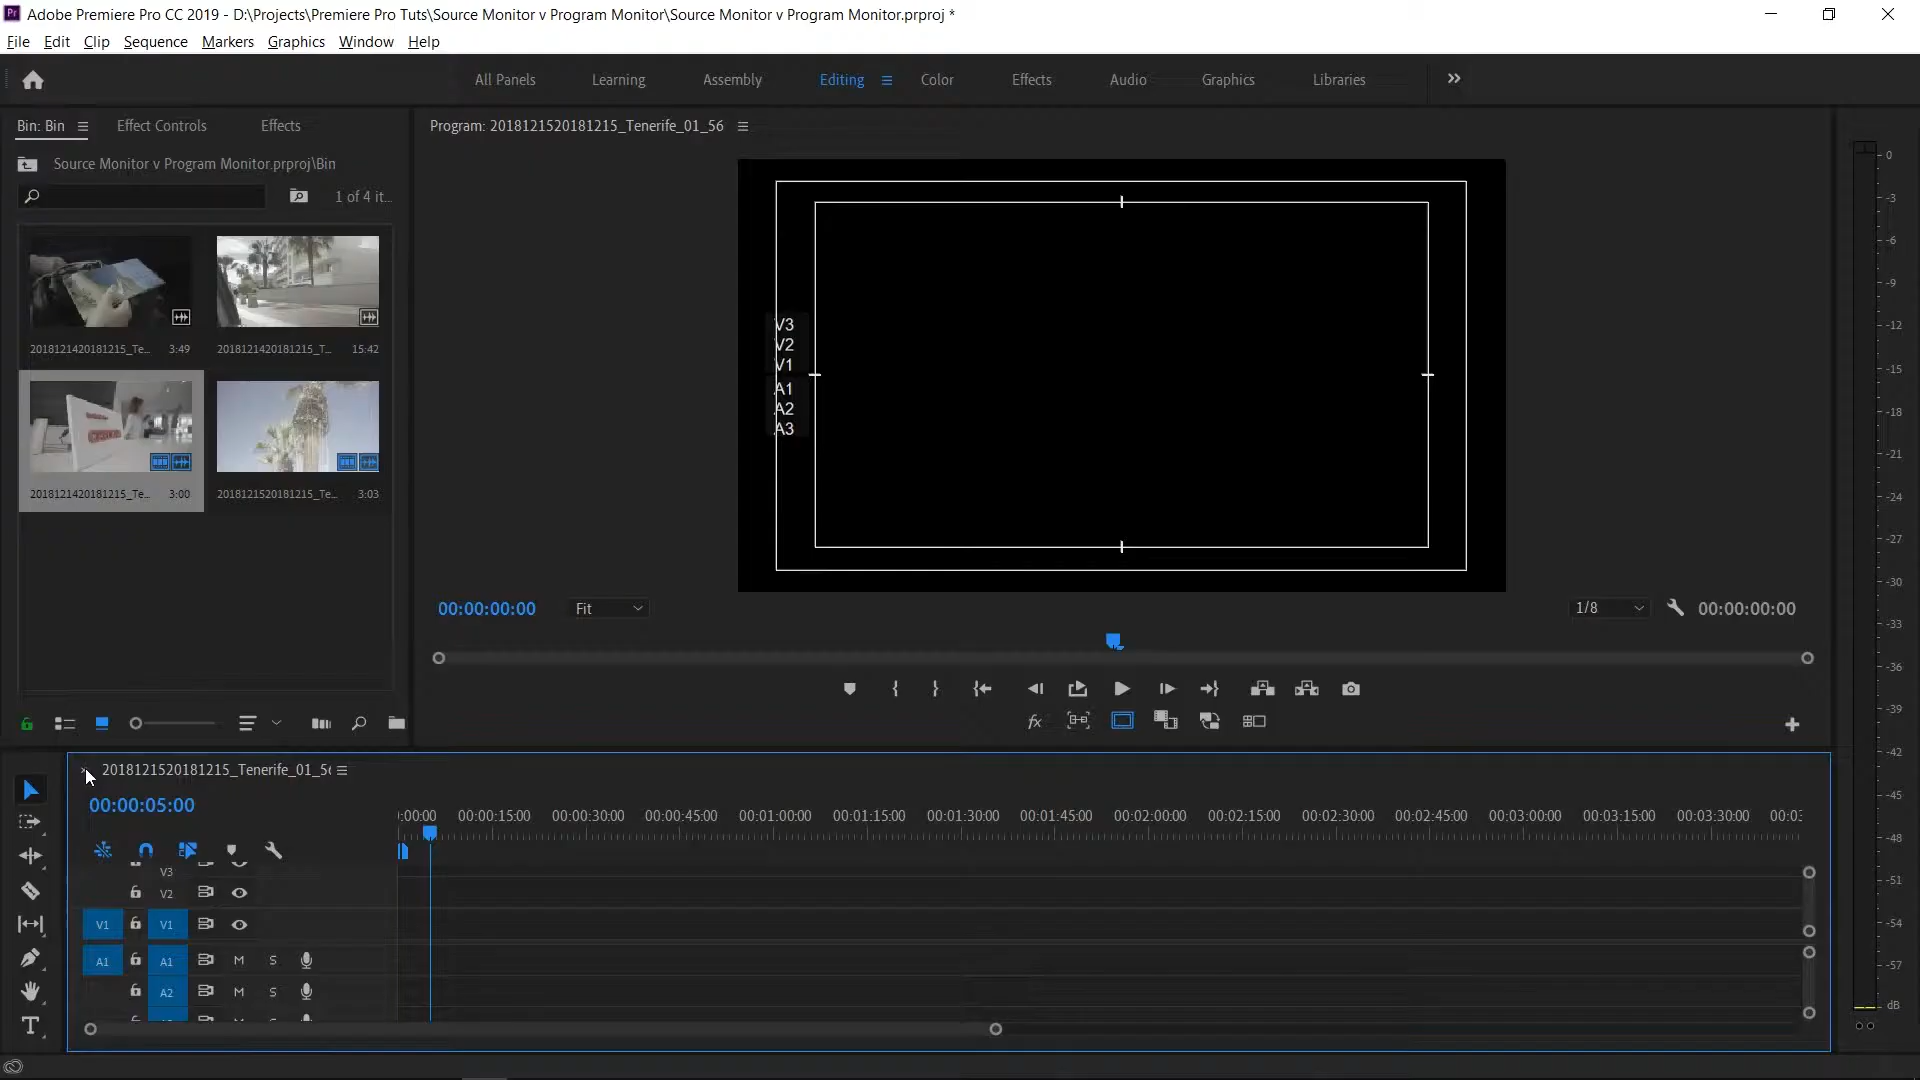 Adobe Premiere Pro CC 2019 - D:\Projects\Premiere Pro Tuts\Source Monitor v Program Monitor\Source Monitor v Program Monitor.prproj *
File Edit Clip Sequence Markers Graphics Window Help
All Panels Learning Assembly Editing Color Effects Audio Graphics Libraries
Bin: Bin Effect Controls Effects
Program: 2018121520181215_Tenerife_01_56
Source Monitor v Program Monitor.prproj\Bin
1 of 4 it...
2018121420181215_Te... 3:49
2018121420181215_T... 15:42
2018121420181215_Te... 3:00
2018121520181215_Te... 3:03
V3
V2
V1
A1
A2
A3
00:00:00:00 Fit 1/8 00:00:00:00
fx
2018121520181215_Tenerife_01_56
00:00:05:00
:00:00 00:00:15:00 00:00:30:00 00:00:45:00 00:01:00:00 00:01:15:00 00:01:30:00 00:01:45:00 00:02:00:00 00:02:15:00 00:02:30:00 00:02:45:00 00:03:00:00 00:03:15:00 00:03:30:00 00:03:
V3
V2
V1 V1
A1 A1 M S
A2 M S
0
-3
-6
-9
-12
-15
-18
-21
-24
-27
-30
-33
-36
-39
-42
-45
-48
-51
-54
-57
dB